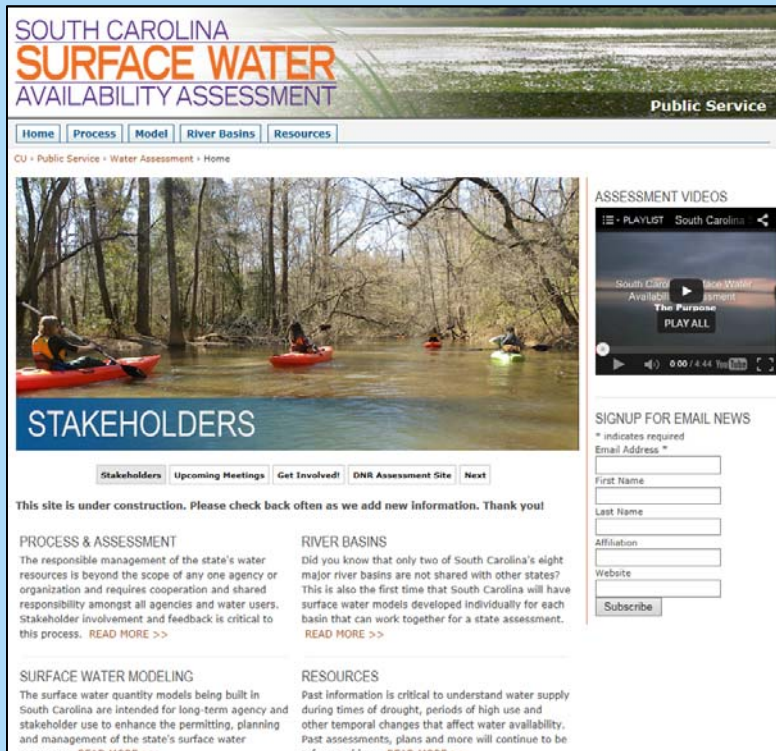 SOUTH CAROLINA
SURFACE WATER
AVAILABILITY ASSESSMENT
Public Service
Home Process Model River Basins Resources
CU › Public Service › Water Assessment › Home
STAKEHOLDERS
Stakeholders Upcoming Meetings Get Involved! DNR Assessment Site Next
This site is under construction. Please check back often as we add new information. Thank you!
PROCESS & ASSESSMENT
The responsible management of the state's water
resources is beyond the scope of any one agency or
organization and requires cooperation and shared
responsibility amongst all agencies and water users.
Stakeholder involvement and feedback is critical to
this process. READ MORE >>
RIVER BASINS
Did you know that only two of South Carolina's eight
major river basins are not shared with other states?
This is also the first time that South Carolina will have
surface water models developed individually for each
basin that can work together for a state assessment.
READ MORE >>
SURFACE WATER MODELING
The surface water quantity models being built in
South Carolina are intended for long-term agency and
stakeholder use to enhance the permitting, planning
and management of the state's surface water
RESOURCES
Past information is critical to understand water supply
during times of drought, periods of high use and
other temporal changes that affect water availability.
Past assessments, plans and more will continue to be
ASSESSMENT VIDEOS
PLAYLIST South Carolina
The Purpose
PLAY ALL
0:00 / 4:44 YouTube
SIGNUP FOR EMAIL NEWS
* indicates required
Email Address *
First Name
Last Name
Affiliation
Website
Subscribe